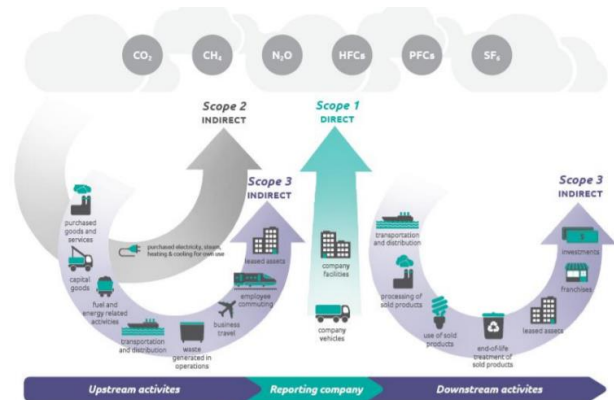 CO₂
CH₄
N₂O
HFCs
PFCs
SF₆
Scope 2
INDIRECT
Scope 1
DIRECT
Scope 3
INDIRECT
Scope 3
INDIRECT
purchased
goods and
services
capital
goods
fuel and
energy related
activities
transportation
and distribution
waste
generated in
operations
business
travel
employee
commuting
leased assets
purchased electricity, steam,
heating & cooling for own use
company
facilities
company
vehicles
transportation
and distribution
processing of
sold products
use of sold
products
end-of-life
treatment of
sold products
leased assets
franchises
investments
Upstream activites
Reporting company
Downstream activites